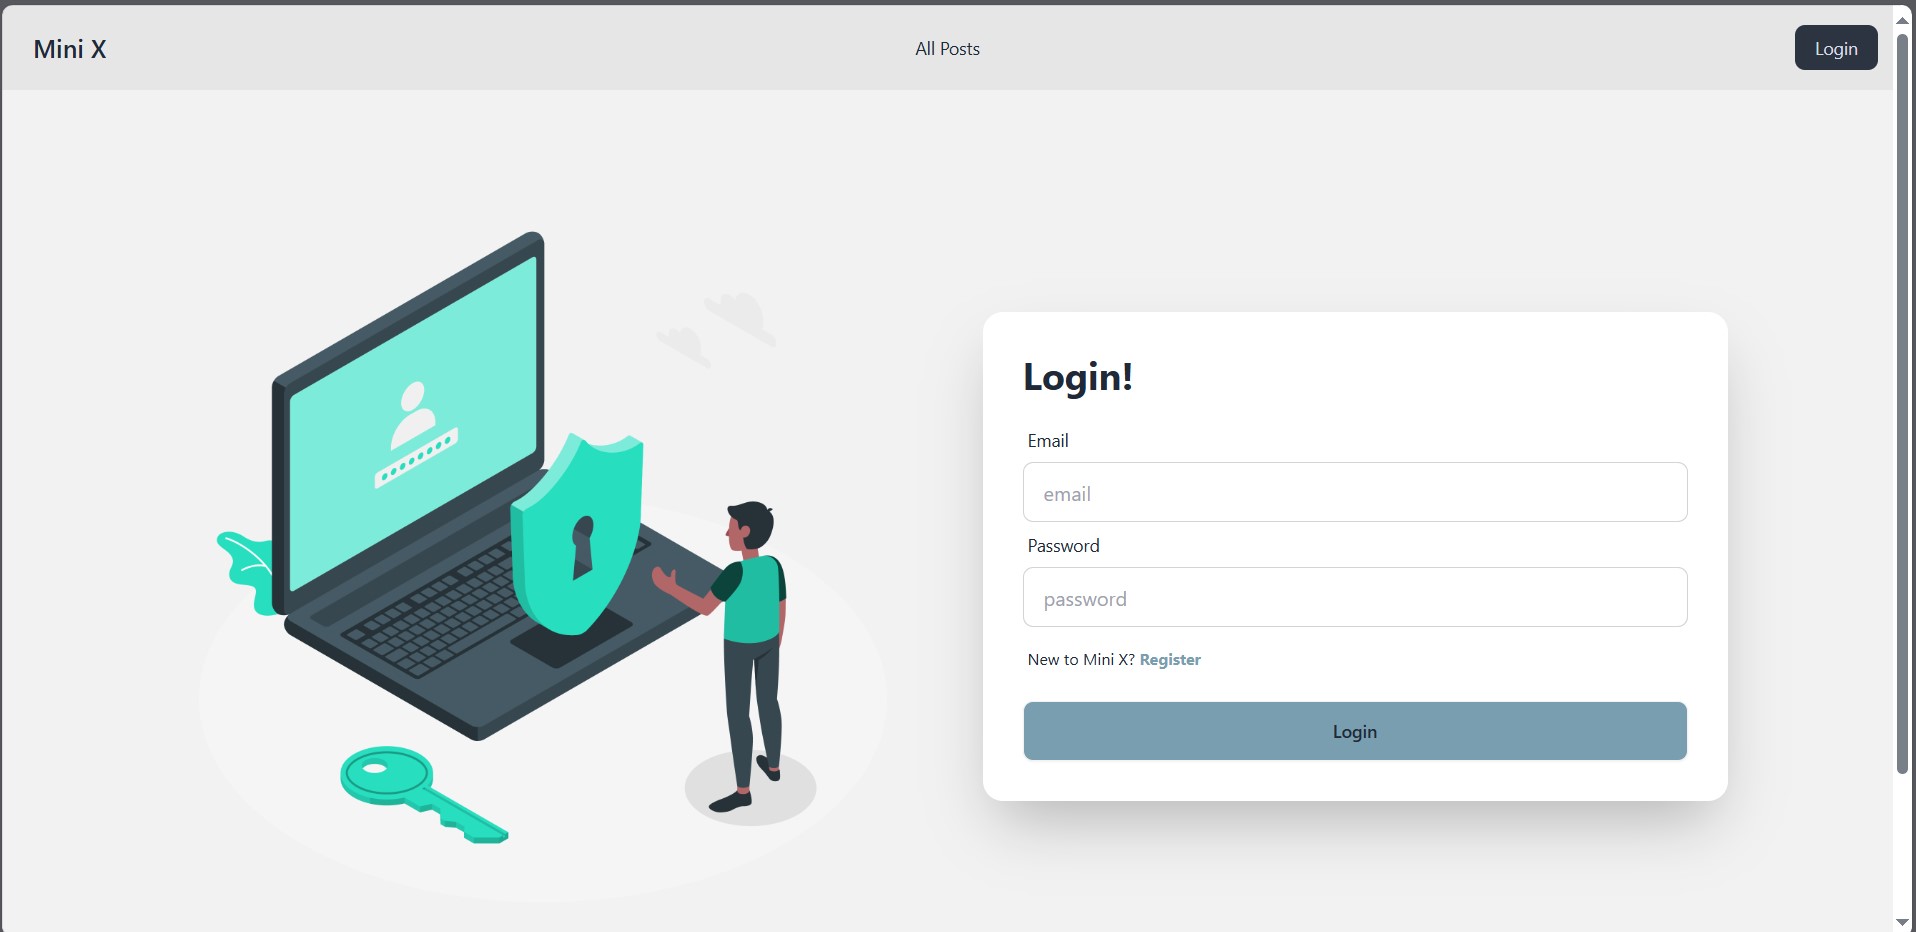 Mini X
All Posts
Login
Login!
Email
email
Password
password
New to Mini X? Register
Login